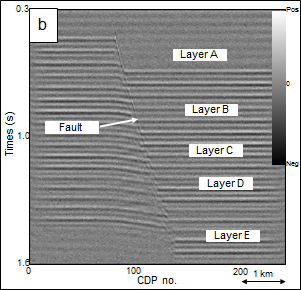 0.3
b
Pos
Layer A
0
Layer B
Fault
1.0
Layer C
Layer D
Neg
Layer E
1.6
Times (s)
0
100
200
CDP no.
1 km